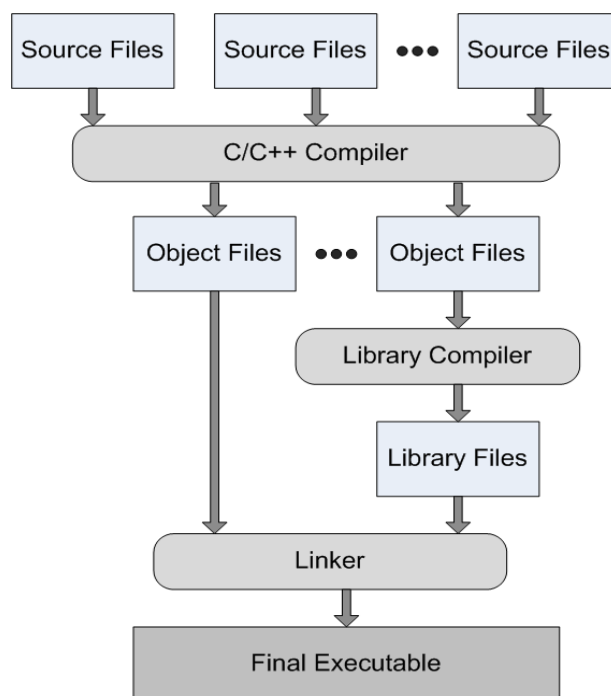 Source Files
Source Files
Source Files
C/C++ Compiler
Object Files
Object Files
Library Compiler
Library Files
Linker
Final Executable